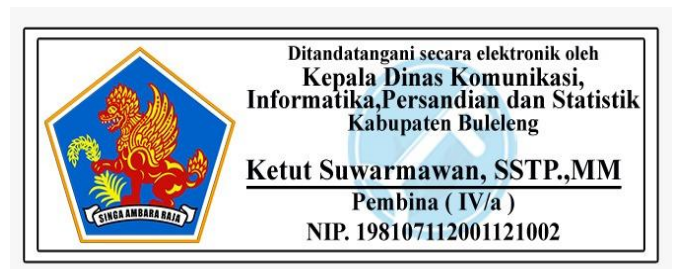 SINGA AMBARA RAJA
Ditandatangani secara elektronik oleh
Kepala Dinas Komunikasi,
Informatika,Persandian dan Statistik
Kabupaten Buleleng
Ketut Suwarmawan, SSTP.,MM
Pembina ( IV/a )
NIP. 198107112001121002